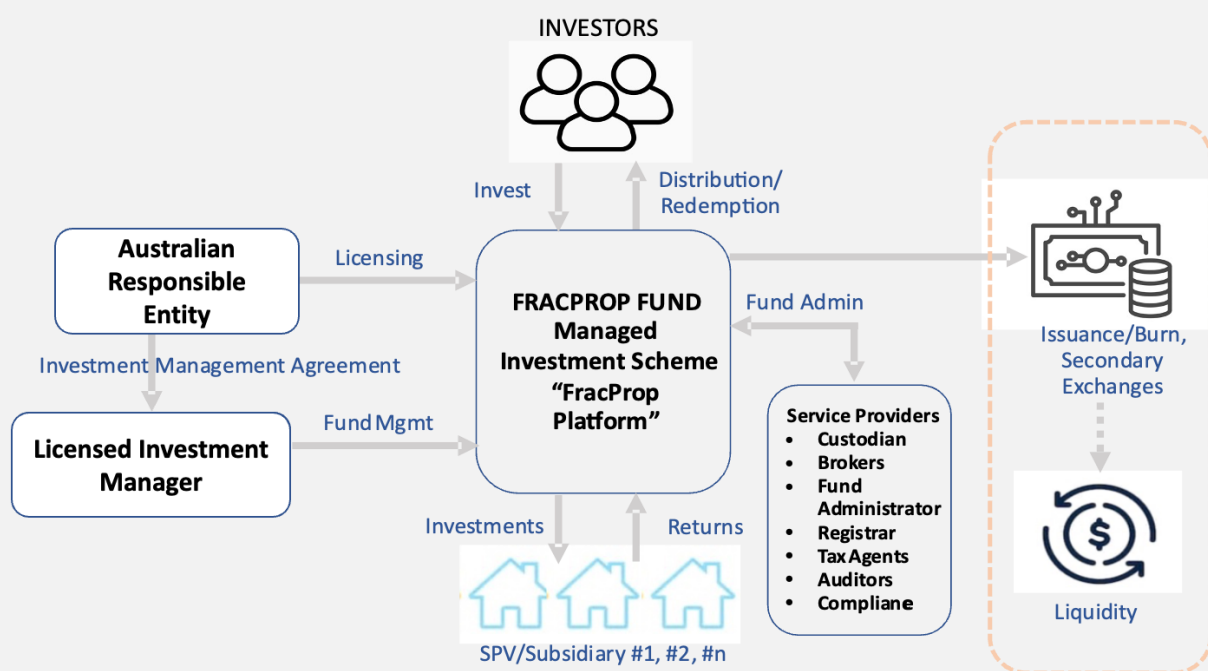 INVESTORS
Invest
Distribution/
Redemption
Australian
Responsible
Entity
Licensing
Investment Management Agreement
Licensed Investment
Manager
Fund Mgmt
FRACPROP FUND
Managed
Investment Scheme
“FracProp
Platform”
Fund Admin
Service Providers
• Custodian
• Brokers
• Fund
Administrator
• Registrar
• Tax Agents
• Auditors
• Compliane
Issuance/Burn,
Secondary
Exchanges
$
Liquidity
Investments
Returns
SPV/Subsidiary #1, #2, #n